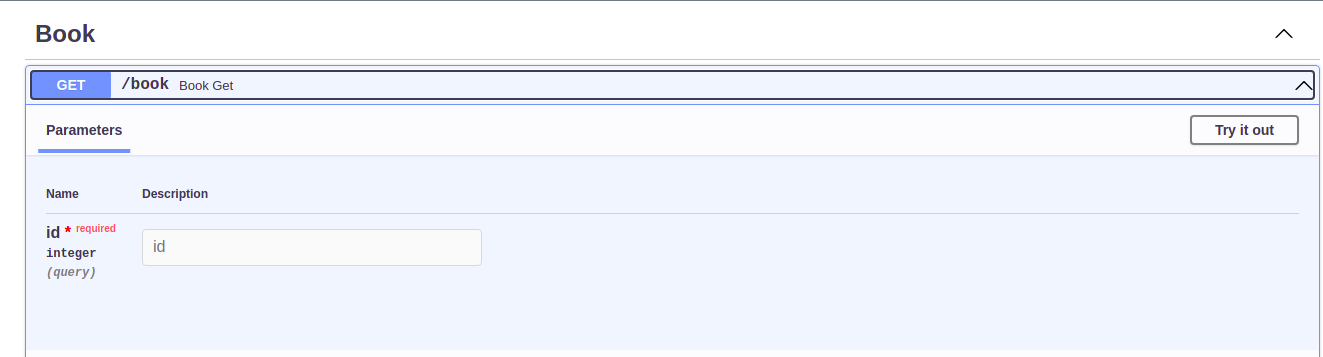 Book
GET /book Book Get
Parameters
Try it out
Name Description
id * required
id
integer
(query)